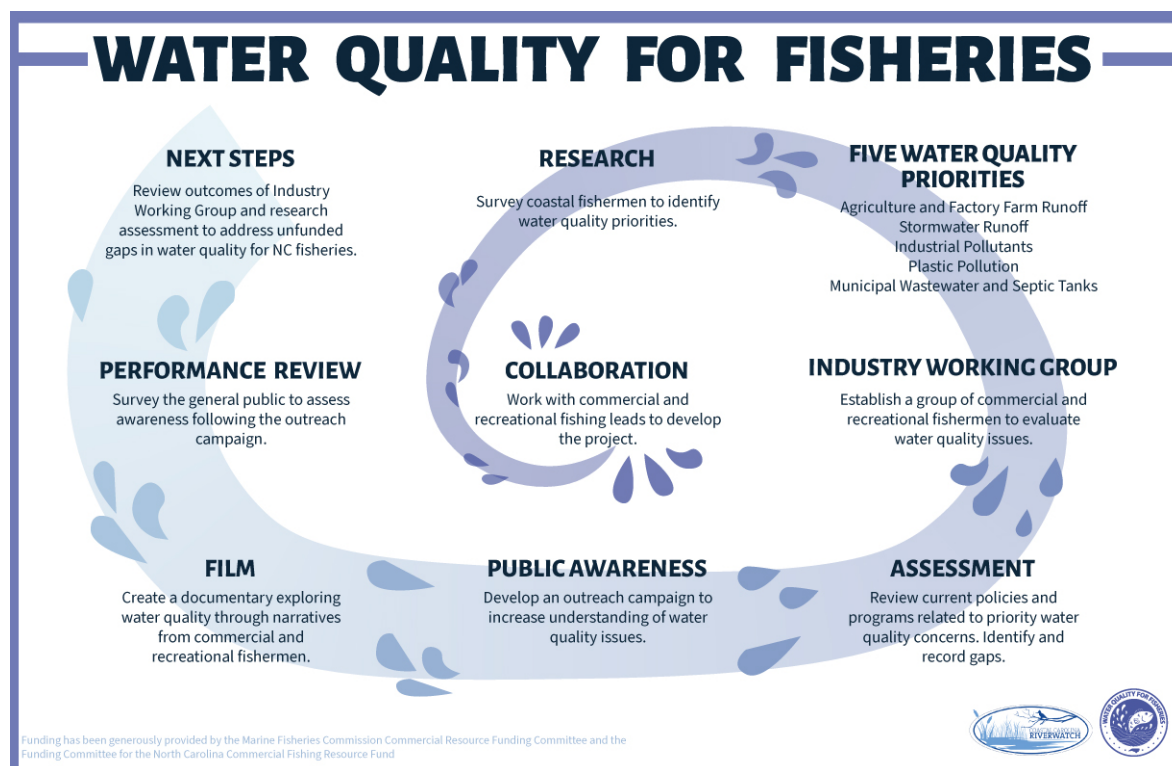 WATER QUALITY FOR FISHERIES
NEXT STEPS
Review outcomes of Industry
Working Group and research
assessment to address unfunded
gaps in water quality for NC fisheries.
RESEARCH
Survey coastal fishermen to identify
water quality priorities.
FIVE WATER QUALITY
PRIORITIES
Agriculture and Factory Farm Runoff
Stormwater Runoff
Industrial Pollutants
Plastic Pollution
Municipal Wastewater and Septic Tanks
PERFORMANCE REVIEW
Survey the general public to assess
awareness following the outreach
campaign.
COLLABORATION
Work with commercial and
recreational fishing leads to develop
the project.
INDUSTRY WORKING GROUP
Establish a group of commercial and
recreational fishermen to evaluate
water quality issues.
FILM
Create a documentary exploring
water quality through narratives
from commercial and
recreational fishermen.
PUBLIC AWARENESS
Develop an outreach campaign to
increase understanding of water
quality issues.
ASSESSMENT
Review current policies and
programs related to priority water
quality concerns. Identify and
record gaps.
Funding has been generously provided by the Marine Fisheries Commission Commercial Resource Funding Committee and the
Funding Committee for the North Carolina Commercial Fishing Resource Fund
COASTAL CAROLINA
RIVERWATCH
WATER QUALITY FOR FISHERIES